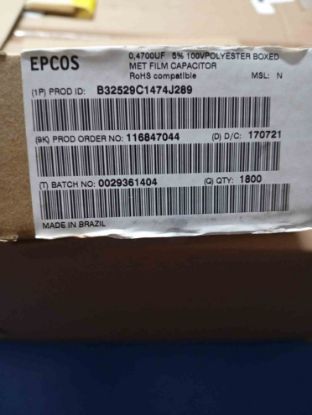 EPCOS
0,4700UF 5% 100VPOLYESTER BOXED
MET FILM CAPACITOR
RoHS compatible MSL: N
(1P) PROD ID: B32529C1474J289
(9K) PROD ORDER NO: 116847044 (D) D/C: 170721
(T) BATCH NO: 0029361404 (Q) QTY: 1800
MADE IN BRAZIL